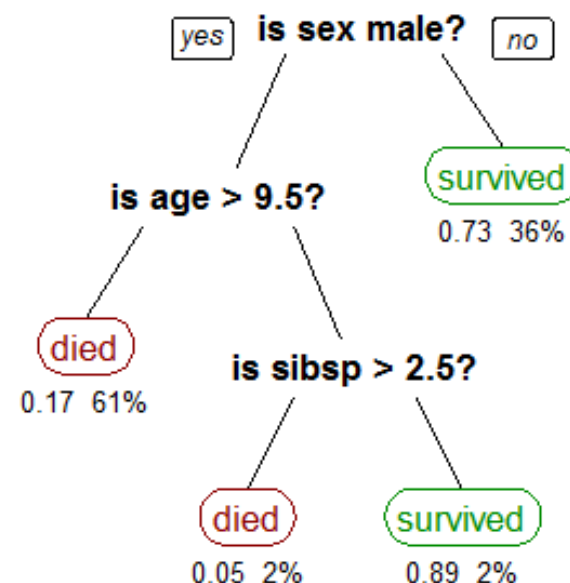 yes is sex male? no
survived
is age > 9.5?
0.73 36%
died
is sibsp > 2.5?
0.17 61%
died survived
0.05 2% 0.89 2%